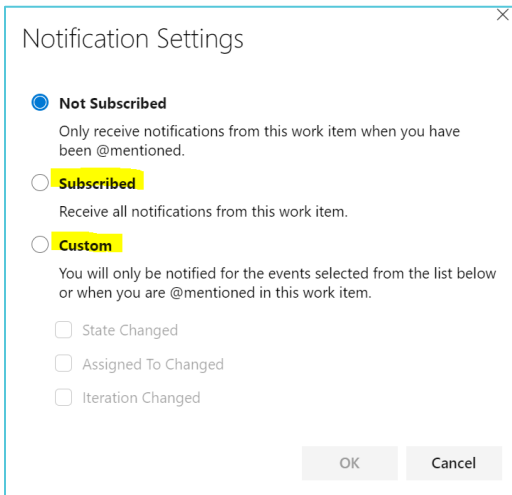 Notification Settings
Not Subscribed
Only receive notifications from this work item when you have
been @mentioned.
Subscribed
Receive all notifications from this work item.
Custom
You will only be notified for the events selected from the list below
or when you are @mentioned in this work item.
State Changed
Assigned To Changed
Iteration Changed
OK Cancel